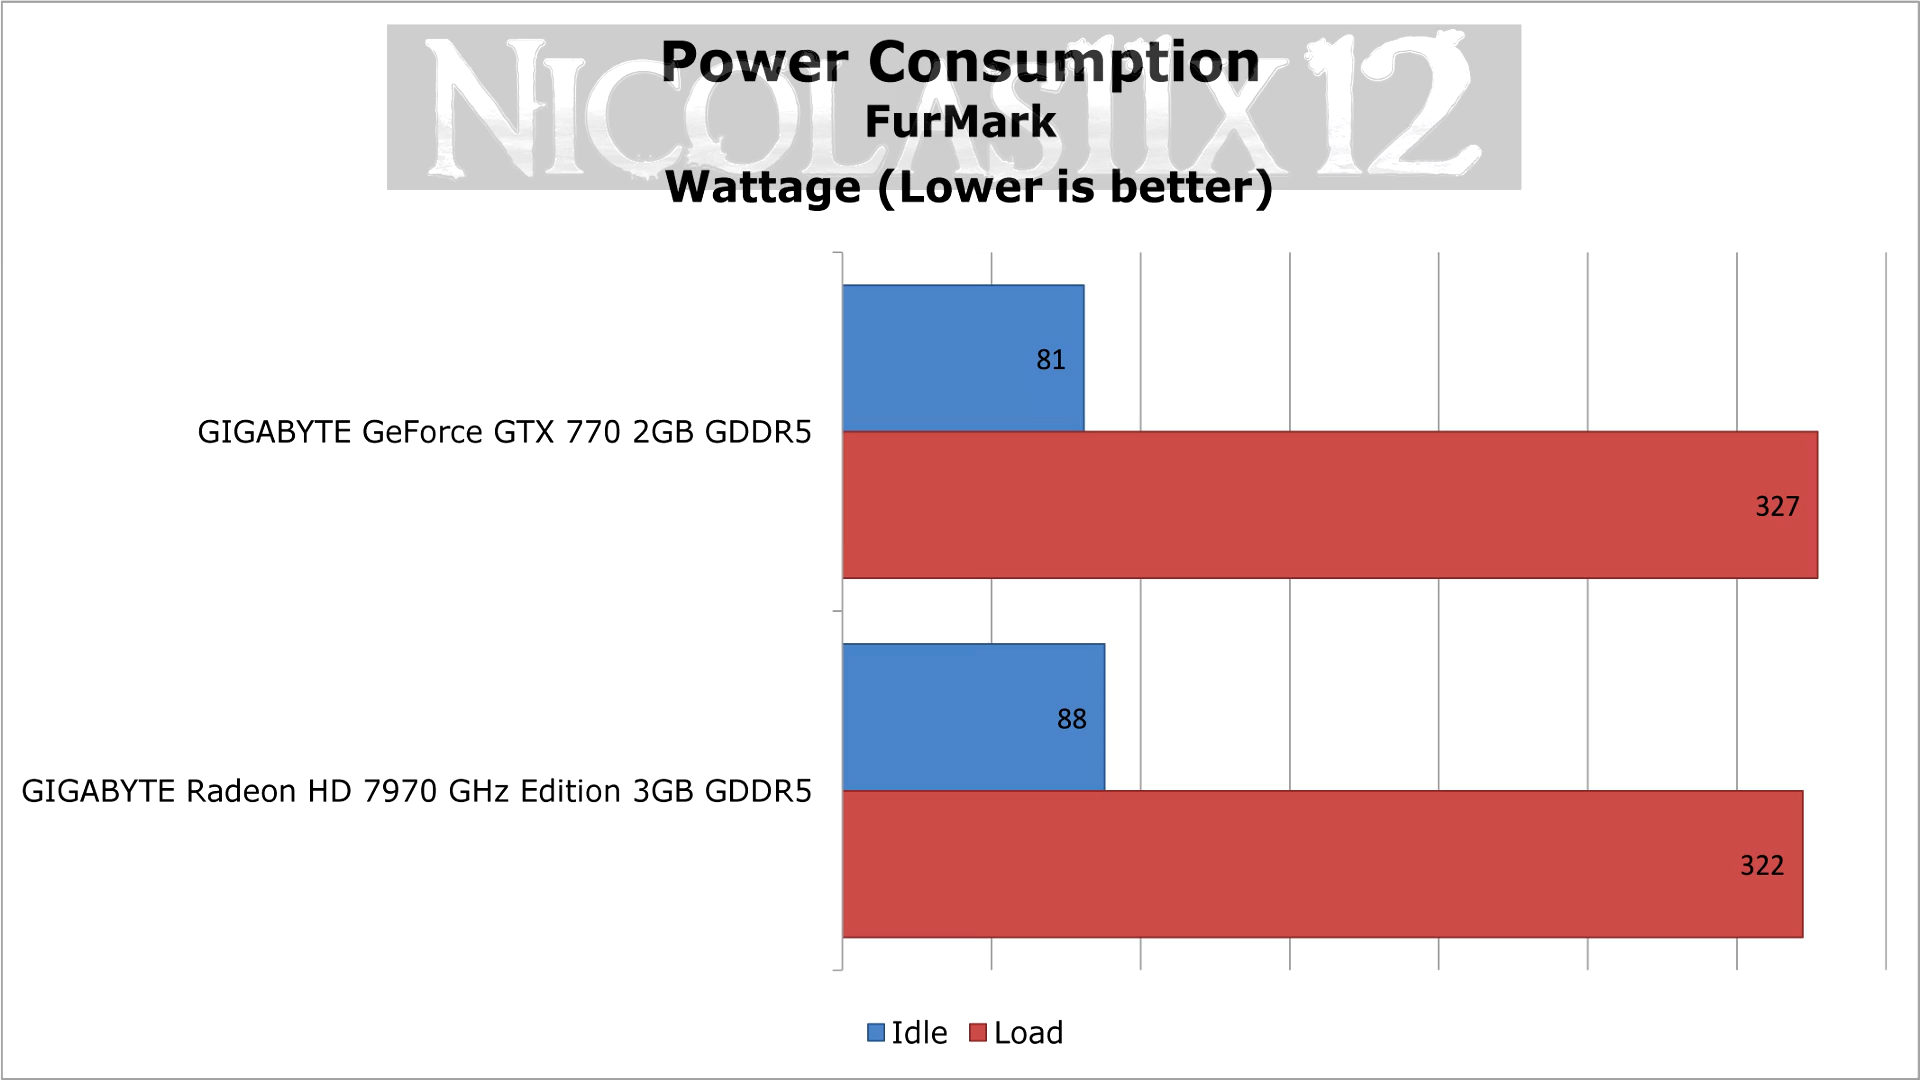 Nicolas11x12
Power Consumption
FurMark
Wattage (Lower is better)
GIGABYTE GeForce GTX 770 2GB GDDR5
81
327
GIGABYTE Radeon HD 7970 GHz Edition 3GB GDDR5
88
322
Idle
Load